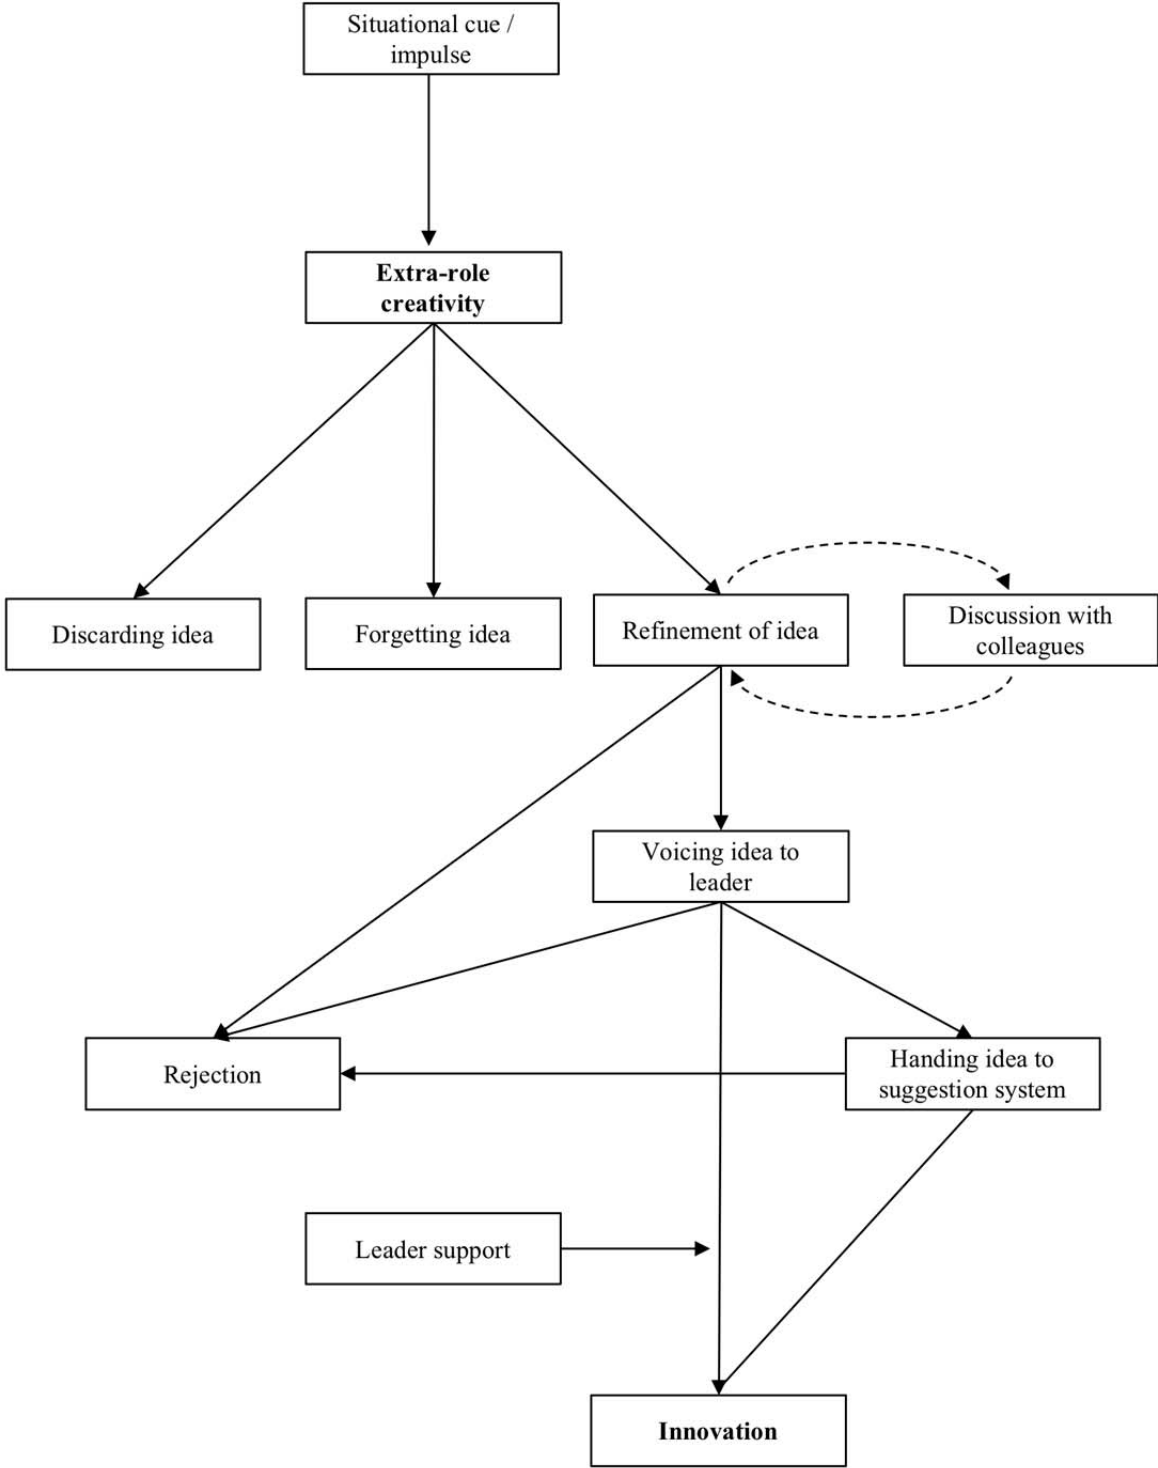 Situational cue /
impulse
Extra-role
creativity
Discarding idea
Forgetting idea
Refinement of idea
Discussion with
colleagues
Voicing idea to
leader
Rejection
Handing idea to
suggestion system
Leader support
Innovation